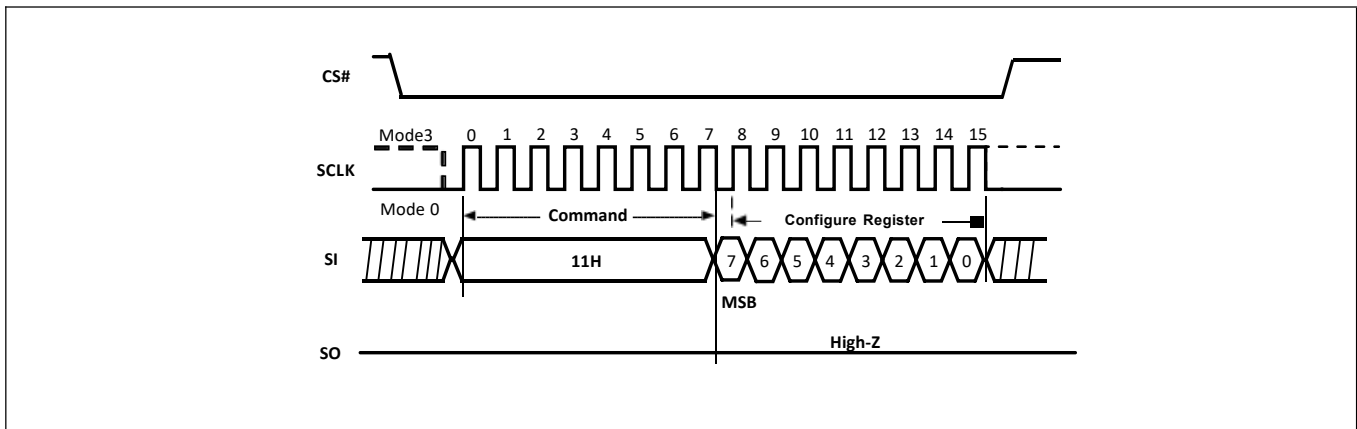 CS#
Mode3 0 1 2 3 4 5 6 7 8 9 10 11 12 13 14 15
SCLK
Mode 0 Command Configure Register
SI 11H 7 6 5 4 3 2 1 0
MSB
SO High-Z